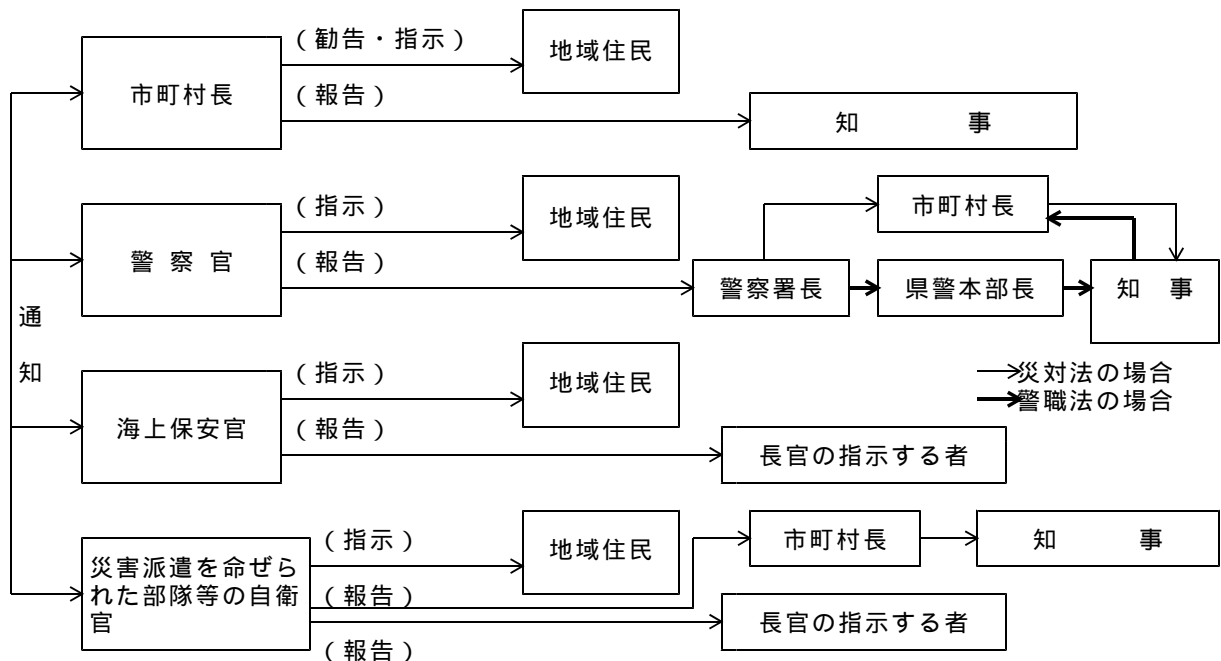 (勧告・指示)
地域住民
市町村長
(報告)
知 事
(指示)
地域住民
市町村長
警 察 官
(報告)
警察署長
県警本部長
知 事
通
知
(指示)
地域住民
災対法の場合
警職法の場合
海上保安官
(報告)
長官の指示する者
(指示)
地域住民
市町村長
知 事
災害派遣を命ぜら
れた部隊等の自衛
官
(報告)
長官の指示する者
(報告)